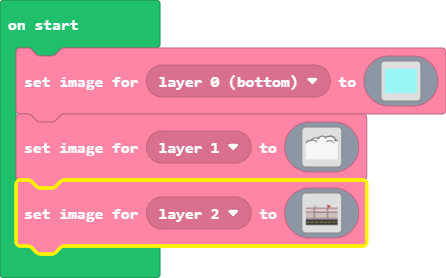 on start
set image for layer 0 (bottom) to
set image for layer 1 to
set image for layer 2 to